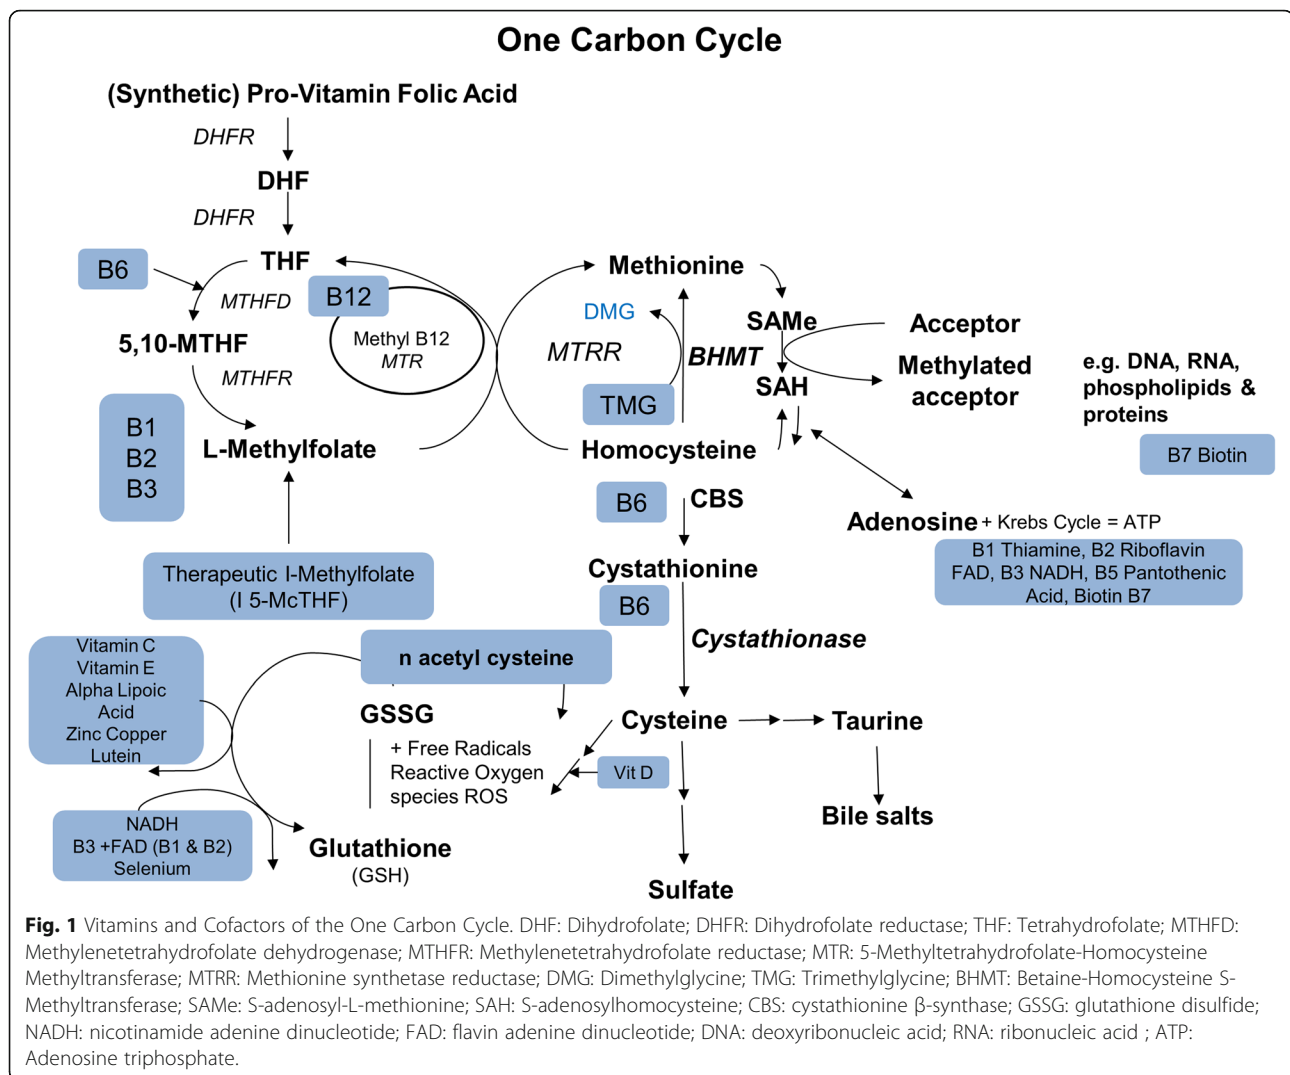 One Carbon Cycle
(Synthetic) Pro-Vitamin Folic Acid
DHFR
DHF
DHFR
THF
B6
MTHFD
B12
Methyl B12
MTR
5,10-MTHF
MTHFR
B1
B2
B3
L-Methylfolate
Therapeutic l-Methylfolate
(l 5-McTHF)
Methionine
DMG
MTRR
BHMT
TMG
Homocysteine
SAMe
SAH
Acceptor
Methylated
acceptor
e.g. DNA, RNA,
phospholipids &
proteins
B7 Biotin
Adenosine + Krebs Cycle = ATP
B1 Thiamine, B2 Riboflavin
FAD, B3 NADH, B5 Pantothenic
Acid, Biotin B7
B6
CBS
Cystathionine
B6
Cystathionase
n acetyl cysteine
Vitamin C
Vitamin E
Alpha Lipoic
Acid
Zinc Copper
Lutein
GSSG
+ Free Radicals
Reactive Oxygen
species ROS
Cysteine
Taurine
Vit D
Bile salts
NADH
B3 +FAD (B1 & B2)
Selenium
Glutathione
(GSH)
Sulfate
Fig. 1 Vitamins and Cofactors of the One Carbon Cycle. DHF: Dihydrofolate; DHFR: Dihydrofolate reductase; THF: Tetrahydrofolate; MTHFD:
Methylenetetrahydrofolate dehydrogenase; MTHFR: Methylenetetrahydrofolate reductase; MTR: 5-Methyltetrahydrofolate-Homocysteine
Methyltransferase; MTRR: Methionine synthetase reductase; DMG: Dimethylglycine; TMG: Trimethylglycine; BHMT: Betaine-Homocysteine S-
Methyltransferase; SAMe: S-adenosyl-L-methionine; SAH: S-adenosylhomocysteine; CBS: cystathionine β-synthase; GSSG: glutathione disulfide;
NADH: nicotinamide adenine dinucleotide; FAD: flavin adenine dinucleotide; DNA: deoxyribonucleic acid; RNA: ribonucleic acid ; ATP:
Adenosine triphosphate.